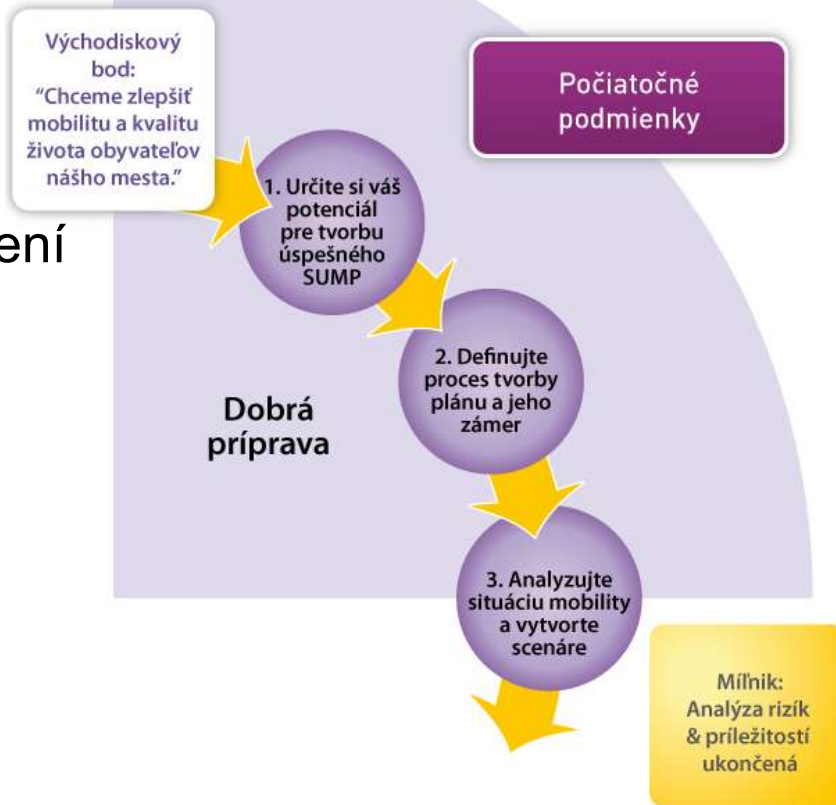 Východiskový
bod:
“Chceme zlepšiť
mobilitu a kvalitu
života obyvateľov
nášho mesta.”
Počiatočné
podmienky
1. Určite si váš
potenciál
pre tvorbu
úspešného
SUMP
ení
2. Definujte
proces tvorby
plánu a jeho
zámer
Dobrá
príprava
3. Analyzujte
situáciu mobility
a vytvorte
scenáre
Míľnik:
Analýza rizík
& príležitostí
ukončená